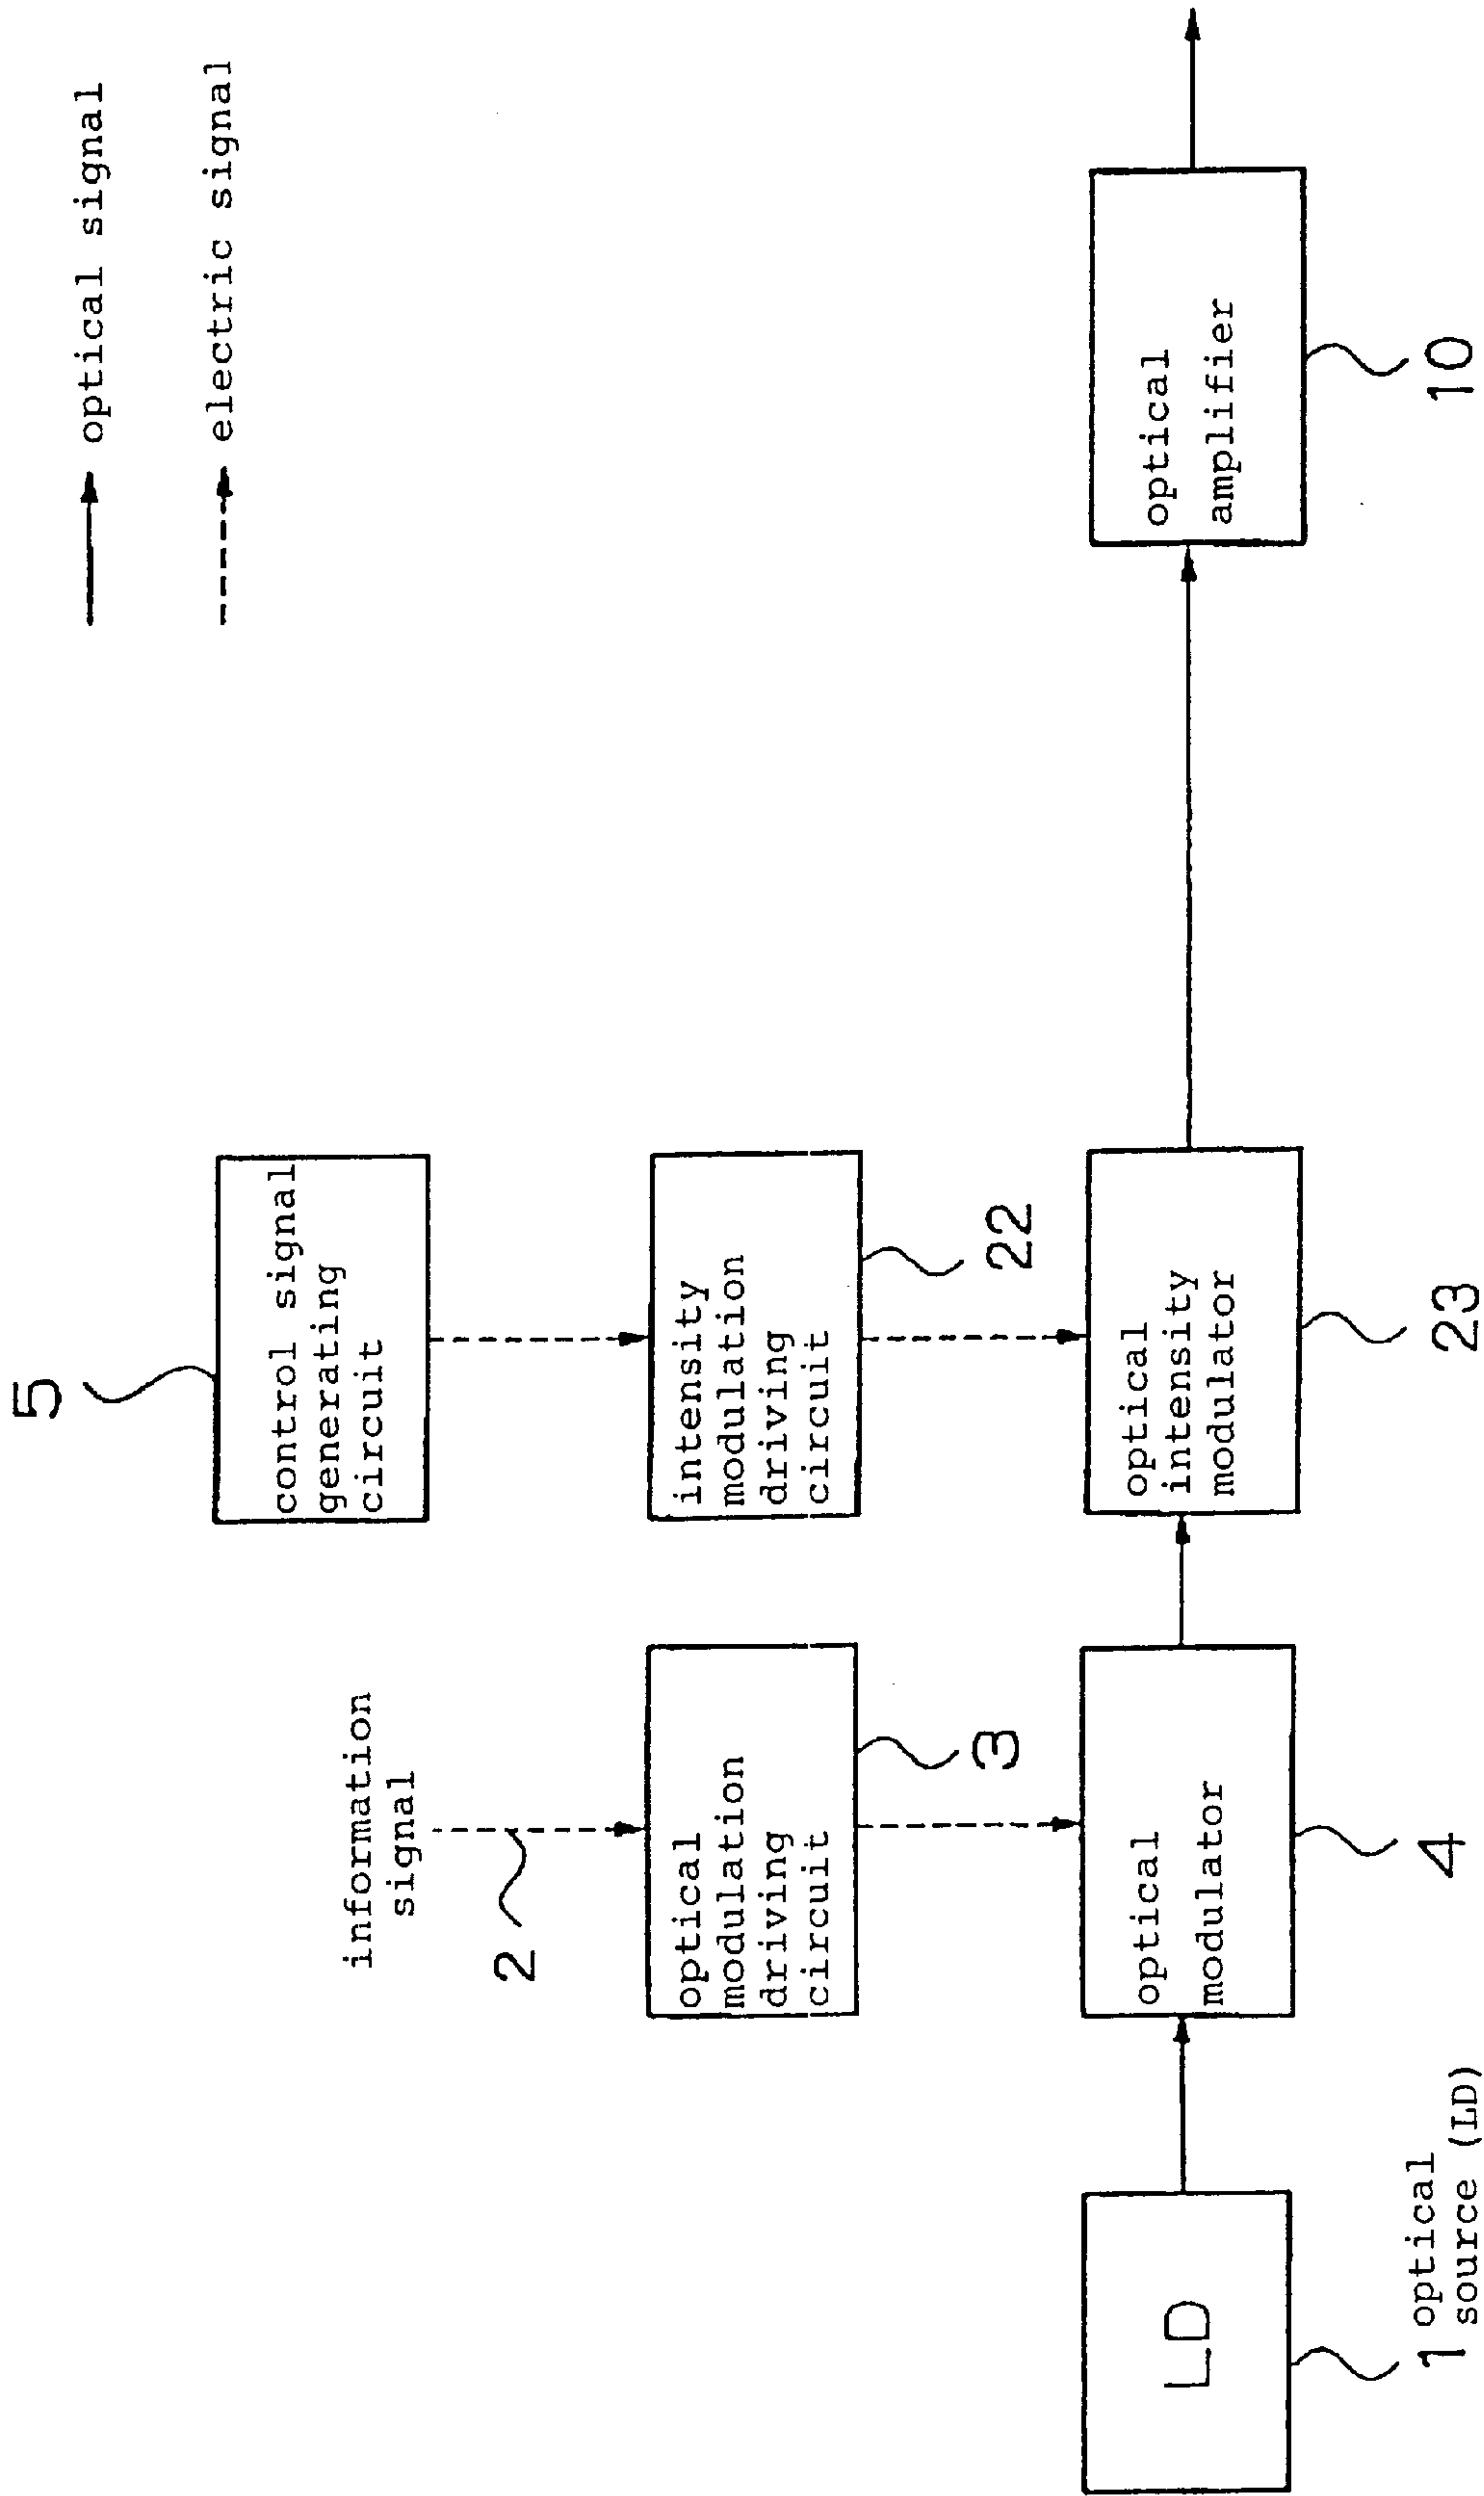 optical signal
electric signal
5
control signal
generating
circuit
information
signal
2
optical
modulation
driving
circuit
3
intensity
modulation
driving
circuit
22
LD
1
optical
source (LD)
optical
modulator
4
optical
intensity
modulator
23
optical
amplifier
10